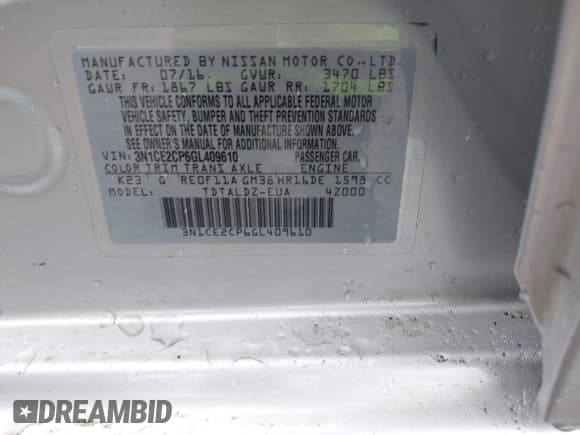 MANUFACTURED BY NISSAN MOTOR CO.,LTD.
DATE: 07/16. GVWR: 3470 LBS
GAWR FR: 1867 LBS GAWR RR: 1704 LBS
THIS VEHICLE CONFORMS TO ALL APPLICABLE FEDERAL MOTOR
VEHICLE SAFETY, BUMPER, AND THEFT PREVENTION STANDARDS
IN EFFECT ON THE DATE OF MANUFACTURE SHOWN ABOVE.
SEE OWNER'S MANUAL FOR ADDITIONAL INFORMATION.
VIN: 3N1CE2CP6GL409610 PASSENGER CAR.
COLOR TRIM TRANS AXLE ENGINE
K23 G RE0F11A GM38 HR16DE 1598 CC
MODEL: TDTALDZ-EUA 4Z000
3N1CE2CP6GL409610
DREAMBID